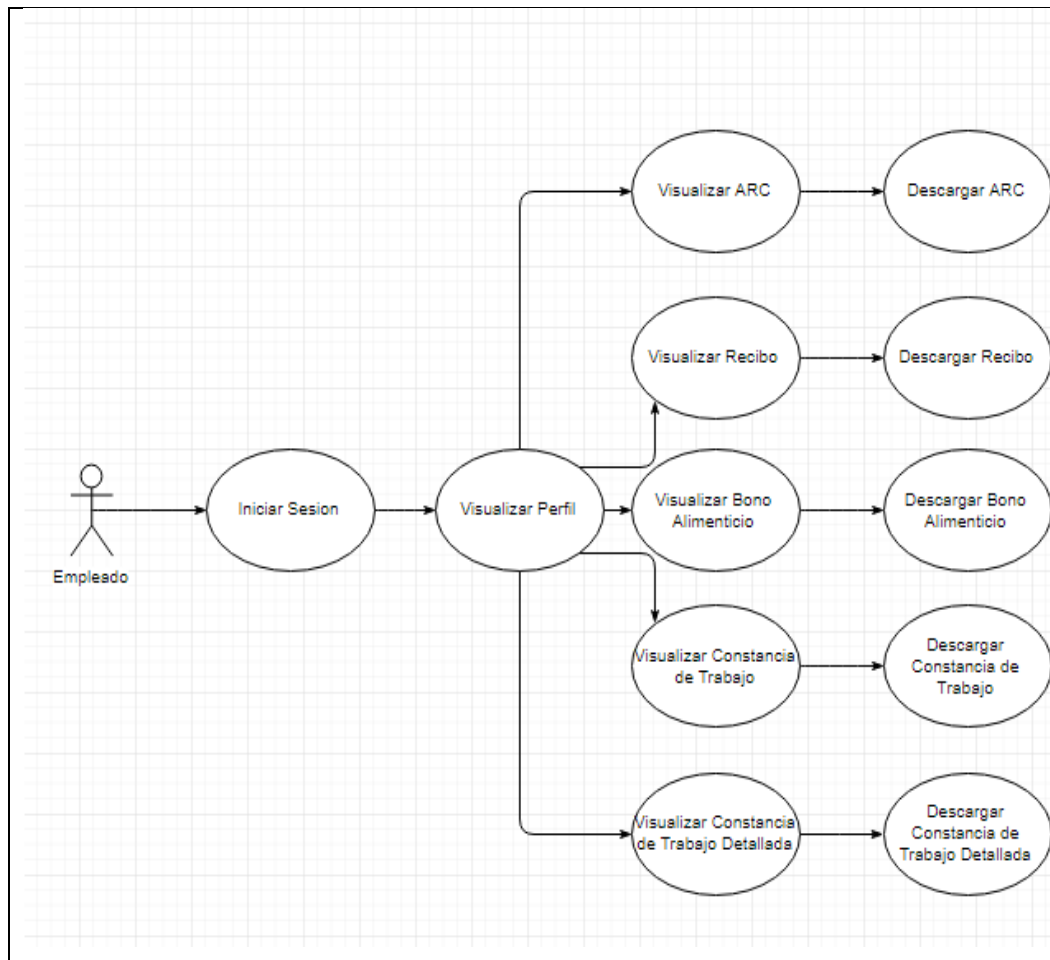 Visualizar ARC
Descargar ARC
Visualizar Recibo
Descargar Recibo
Empleado
Iniciar Sesion
Visualizar Perfil
Visualizar Bono
Alimenticio
Descargar Bono
Alimenticio
Visualizar Constancia
de Trabajo
Descargar
Constancia de
Trabajo
Visualizar Constancia
de Trabajo Detallada
Descargar
Constancia de
Trabajo Detallada